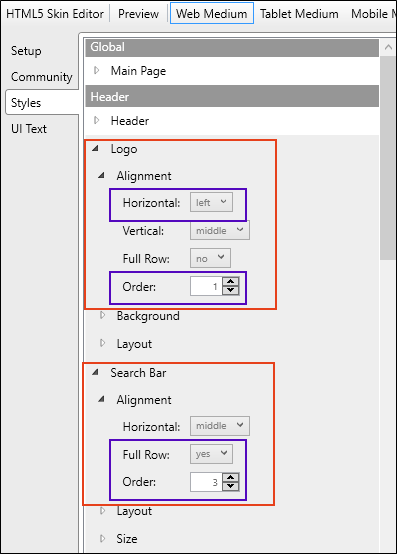 HTML5 Skin Editor Preview Web Medium Tablet Medium Mobile M
Setup
Community
Styles
UI Text
Global
Main Page
Header
Header
Logo
Alignment
Horizontal: left
Vertical: middle
Full Row: no
Order: 1
Background
Layout
Search Bar
Alignment
Horizontal: middle
Full Row: yes
Order: 3
Layout
Size